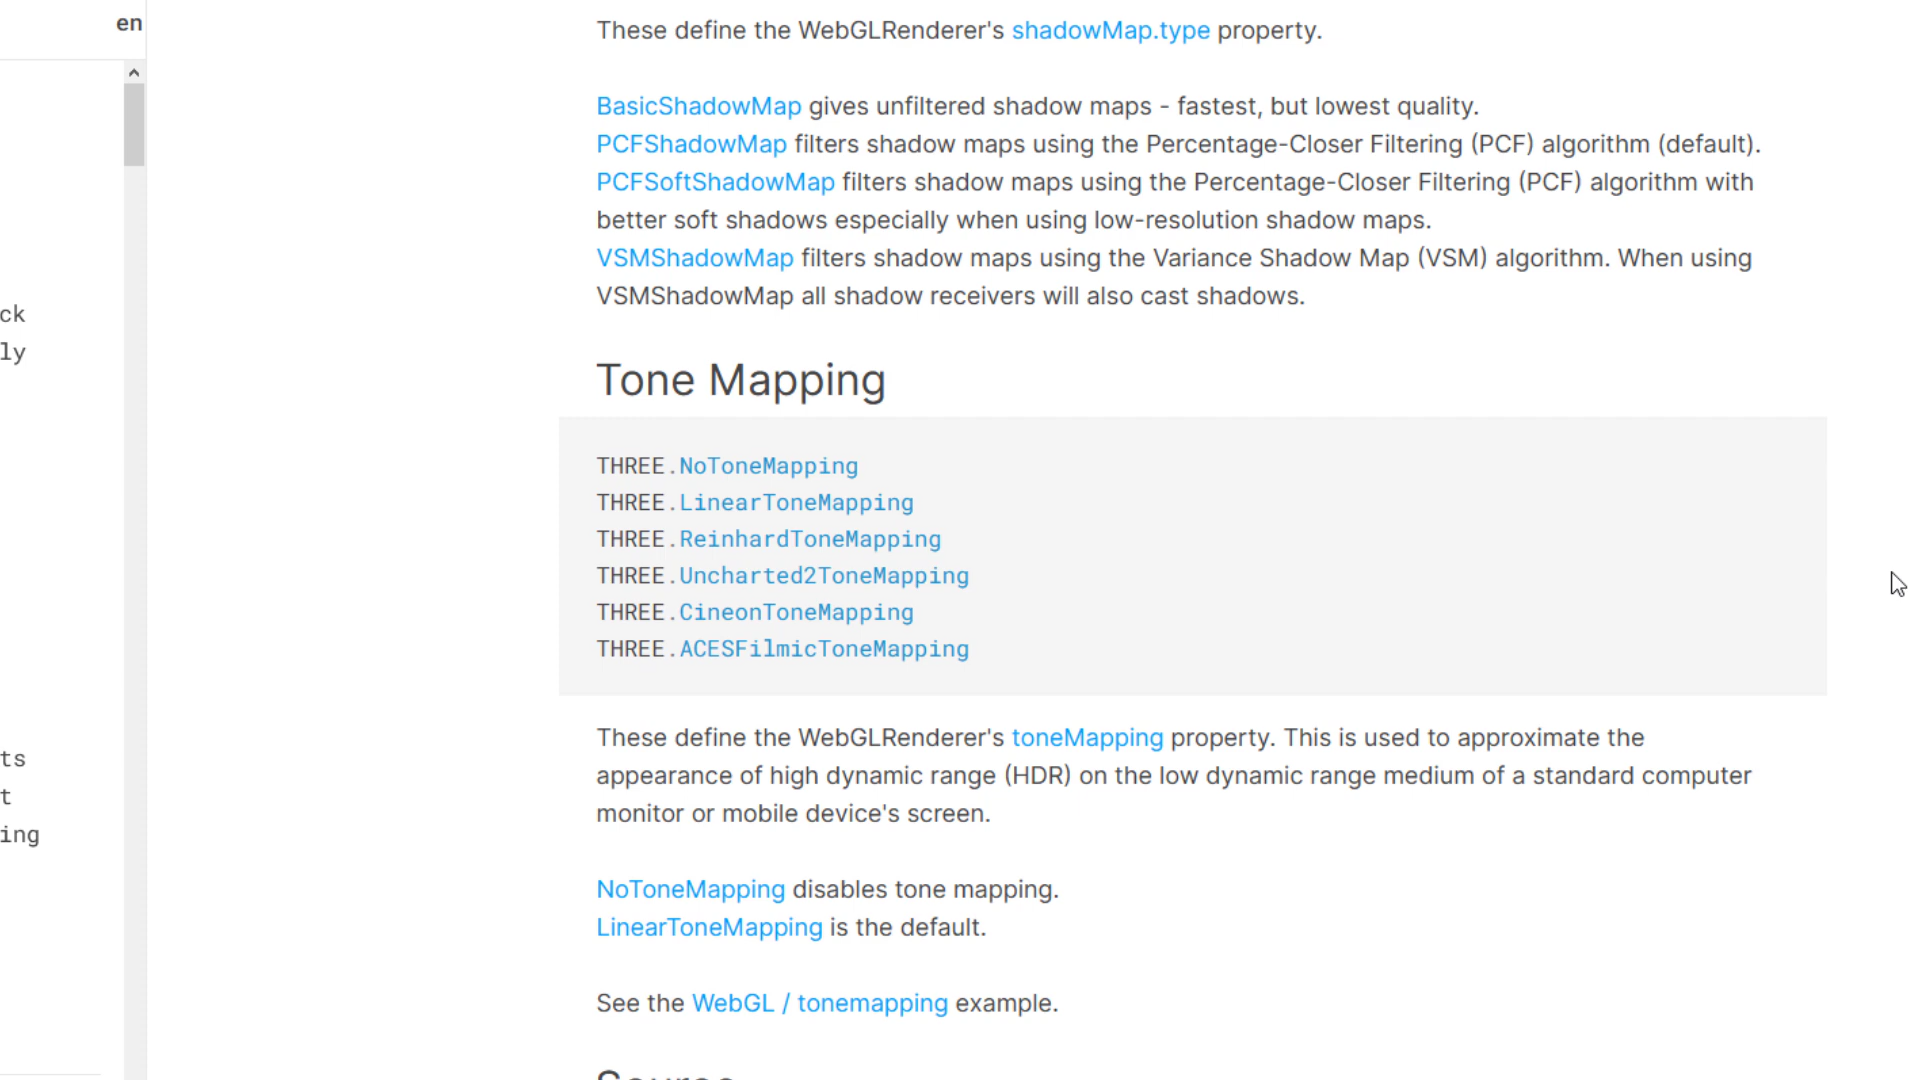 en
These define the WebGLRenderer's shadowMap.type property.
BasicShadowMap gives unfiltered shadow maps - fastest, but lowest quality.
PCFShadowMap filters shadow maps using the Percentage-Closer Filtering (PCF) algorithm (default).
PCFSoftShadowMap filters shadow maps using the Percentage-Closer Filtering (PCF) algorithm with
better soft shadows especially when using low-resolution shadow maps.
VSMShadowMap filters shadow maps using the Variance Shadow Map (VSM) algorithm. When using
VSMShadowMap all shadow receivers will also cast shadows.
ck
ly
Tone Mapping
THREE.NoToneMapping
THREE.LinearToneMapping
THREE.ReinhardToneMapping
THREE.Uncharted2ToneMapping
THREE.CineonToneMapping
THREE.ACESFilmicToneMapping
These define the WebGLRenderer's toneMapping property. This is used to approximate the
appearance of high dynamic range (HDR) on the low dynamic range medium of a standard computer
monitor or mobile device's screen.
ts
t
ing
NoToneMapping disables tone mapping.
LinearToneMapping is the default.
See the WebGL / tonemapping example.